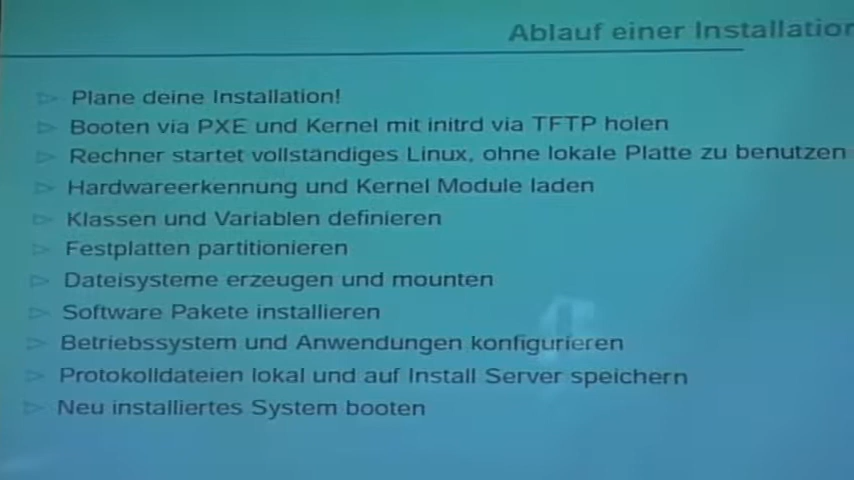 Ablauf einer Installation
Plane deine Installation!
Booten via PXE und Kernel mit initrd via TFTP holen
Rechner startet vollständiges Linux, ohne lokale Platte zu benutzen
Hardwareerkennung und Kernel Module laden
Klassen und Variablen definieren
Festplatten partitionieren
Dateisysteme erzeugen und mounten
Software Pakete installieren
Betriebssystem und Anwendungen konfigurieren
Protokolldateien lokal und auf Install Server speichern
Neu installiertes System booten